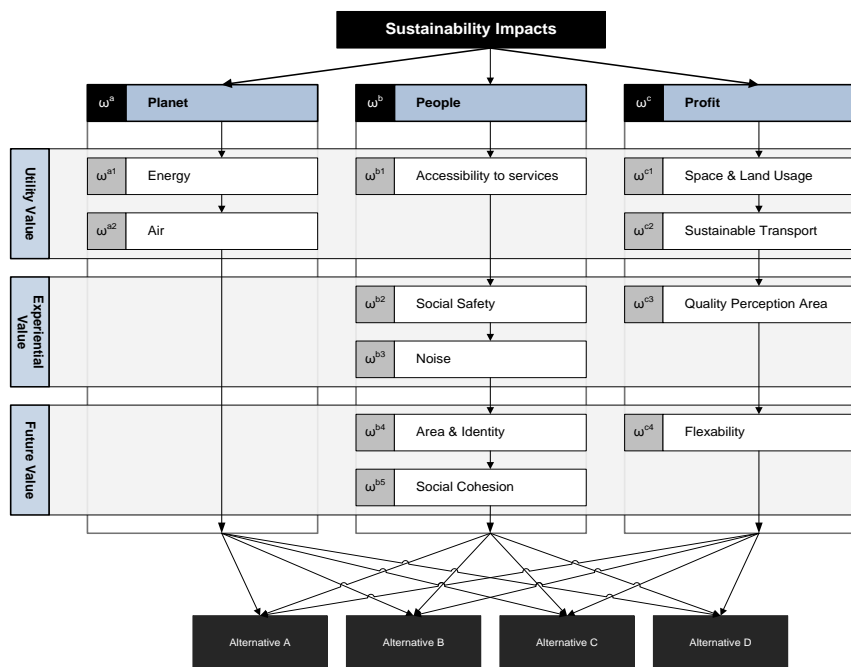 Sustainability Impacts
ωᵃ Planet
ωᵇ People
ωᶜ Profit
Utility Value
ωᵃ¹ Energy
ωᵇ¹ Accessibility to services
ωᶜ¹ Space & Land Usage
ωᵃ² Air
ωᶜ² Sustainable Transport
Experiential
Value
ωᵇ² Social Safety
ωᶜ³ Quality Perception Area
ωᵇ³ Noise
Future Value
ωᵇ⁴ Area & Identity
ωᶜ⁴ Flexability
ωᵇ⁵ Social Cohesion
Alternative A
Alternative B
Alternative C
Alternative D